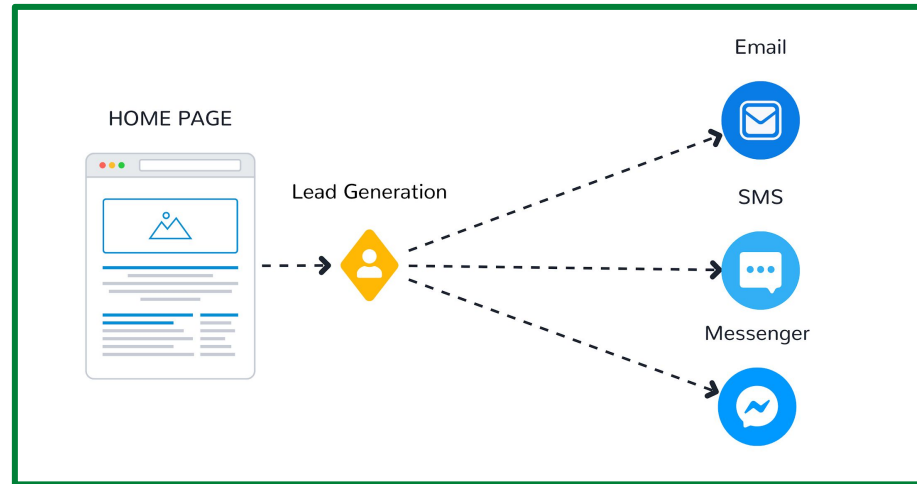 HOME PAGE
Lead Generation
Email
SMS
Messenger